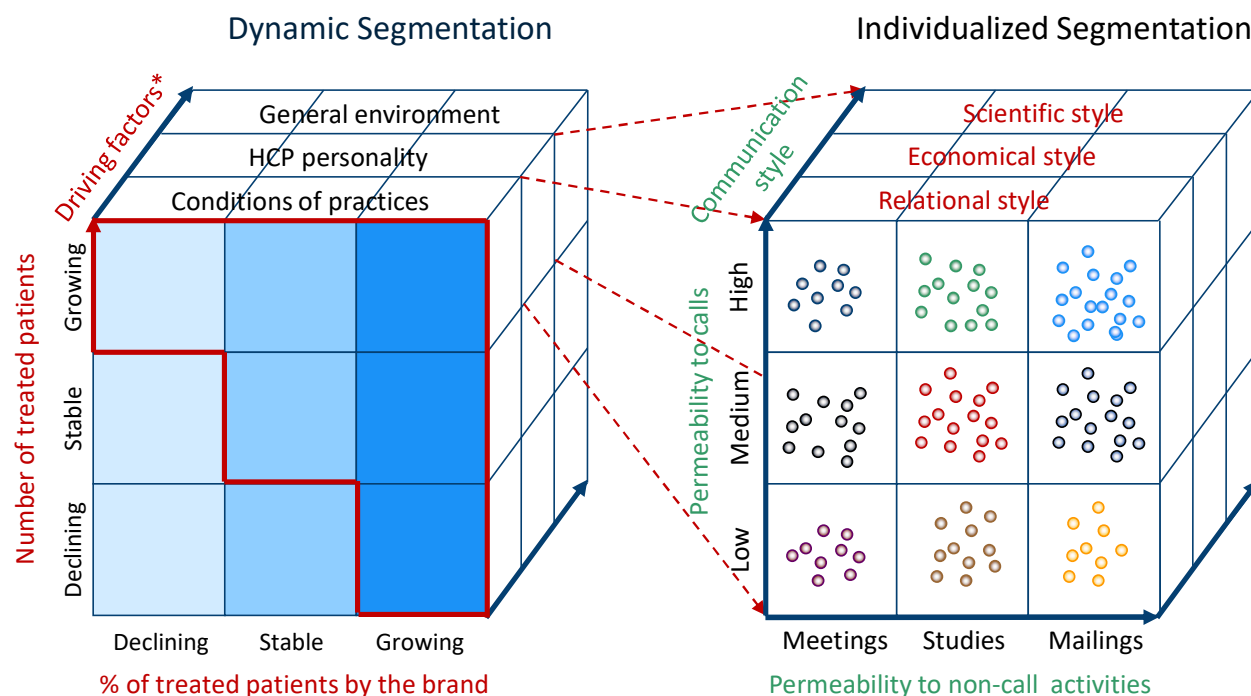 Dynamic Segmentation
Individualized Segmentation
Driving factors*
General environment
HCP personality
Conditions of practices
Number of treated patients
Growing
Stable
Declining
Declining
Stable
Growing
% of treated patients by the brand
Communication
style
Scientific style
Economical style
Relational style
Permeability to calls
High
Medium
Low
Meetings
Studies
Mailings
Permeability to non-call activities